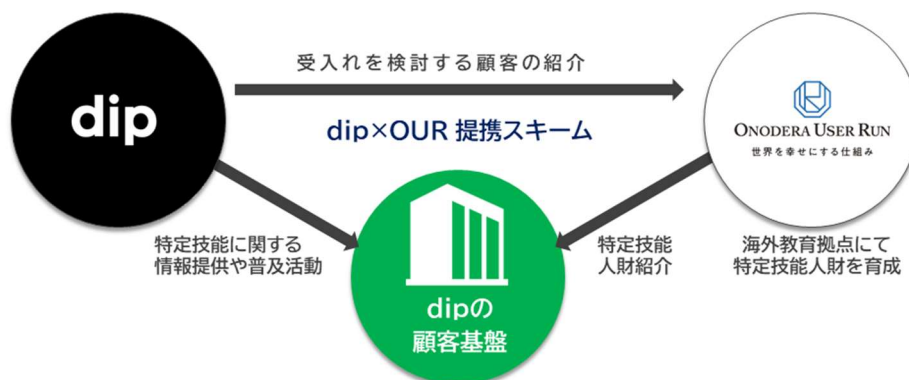 受入れを検討する顧客の紹介
dip
dip×OUR 提携スキーム
ONODERA USER RUN
世界を幸せにする仕組み
特定技能に関する
情報提供や普及活動
特定技能
人財紹介
海外教育拠点にて
特定技能人財を育成
dipの
顧客基盤